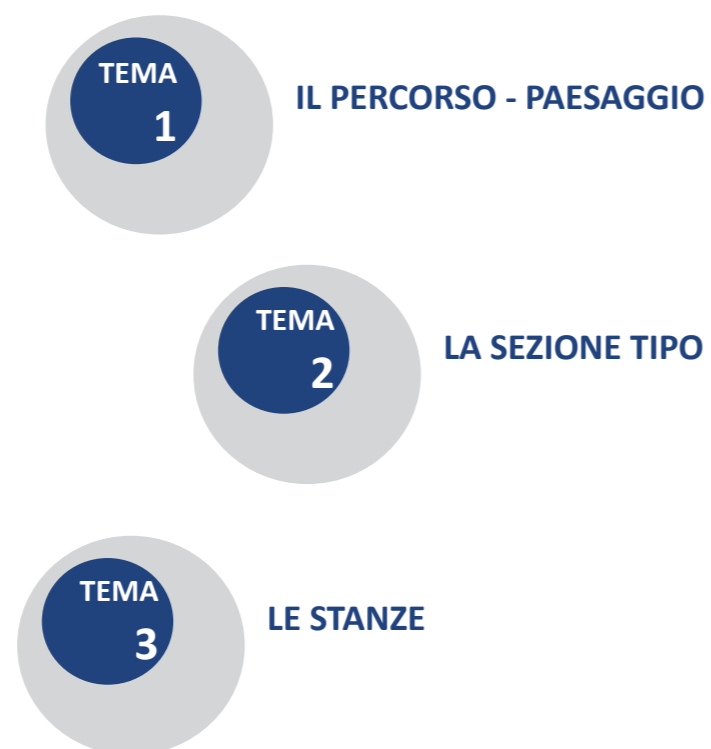 TEMA
1
IL PERCORSO - PAESAGGIO
TEMA
2
LA SEZIONE TIPO
TEMA
3
LE STANZE